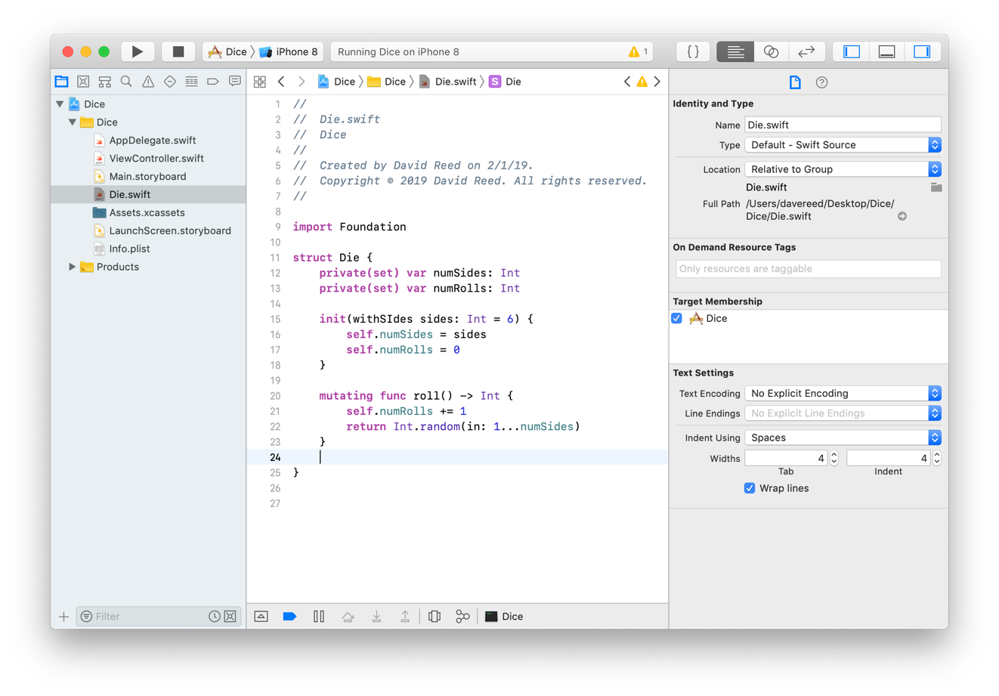 Dice 〉 iPhone 8
Running Dice on iPhone 8
1
{ }
Dice 〉 Dice 〉 Die.swift 〉 S Die
Dice
Dice
AppDelegate.swift
ViewController.swift
Main.storyboard
Die.swift
Assets.xcassets
LaunchScreen.storyboard
Info.plist
Products
Filter
1 //
2 //  Die.swift
3 //  Dice
4 //
5 //  Created by David Reed on 2/1/19.
6 //  Copyright © 2019 David Reed. All rights reserved.
7 //
8
9 import Foundation
10
11 struct Die {
12     private(set) var numSides: Int
13     private(set) var numRolls: Int
14
15     init(withSIdes sides: Int = 6) {
16         self.numSides = sides
17         self.numRolls = 0
18     }
19
20     mutating func roll() -> Int {
21         self.numRolls += 1
22         return Int.random(in: 1...numSides)
23     }
24
25 }
26
27
Dice
Identity and Type
Name Die.swift
Type Default - Swift Source
Location Relative to Group
Die.swift
Full Path /Users/davereed/Desktop/Dice/
Dice/Die.swift
On Demand Resource Tags
Only resources are taggable
Target Membership
Dice
Text Settings
Text Encoding No Explicit Encoding
Line Endings No Explicit Line Endings
Indent Using Spaces
Widths 4 4
Tab Indent
Wrap lines